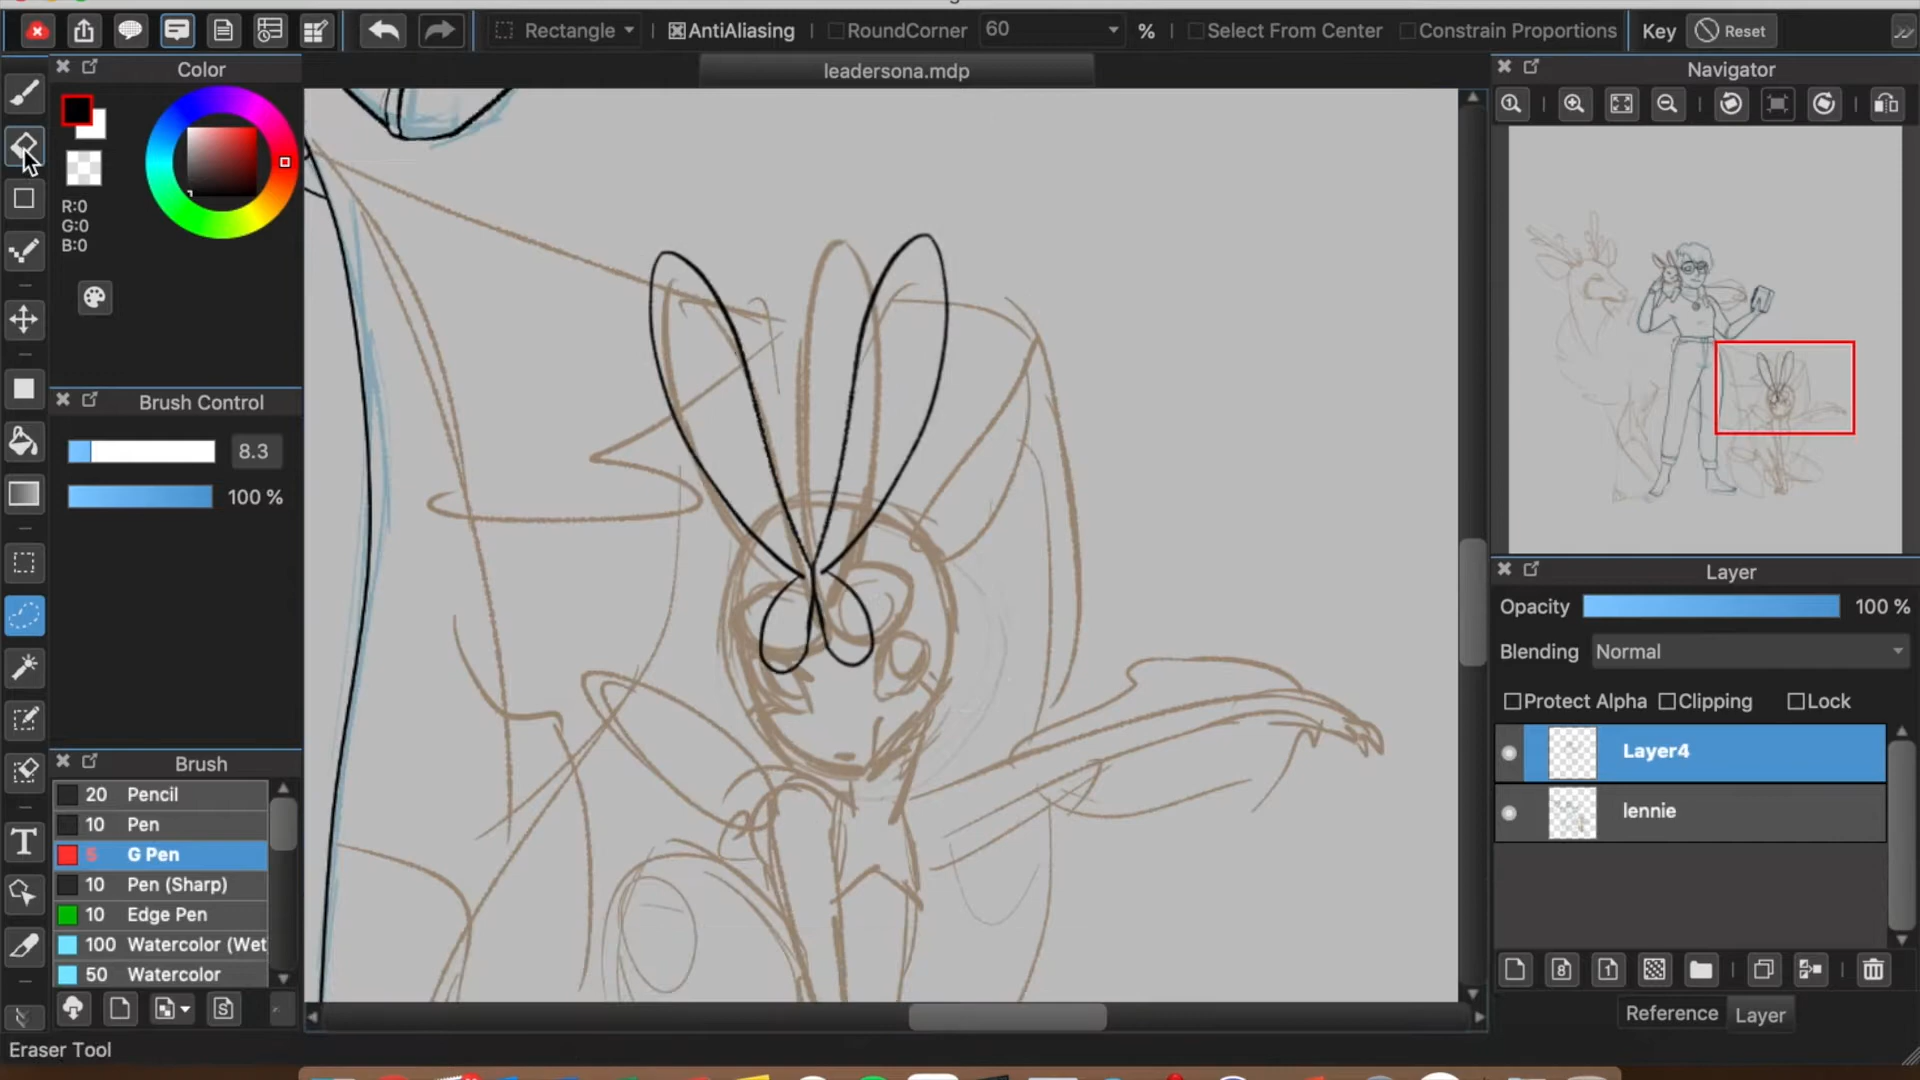 Rectangle AntiAliasing RoundCorner 60 % Select From Center Constrain Proportions Key Reset
leadersona.mdp
Color
R:0
G:0
B:0
Brush Control
8.3
100 %
Brush
20 Pencil
10 Pen
5 G Pen
10 Pen (Sharp)
10 Edge Pen
100 Watercolor (Wet
50 Watercolor
Eraser Tool
Navigator
Layer
Opacity 100 %
Blending Normal
Protect Alpha Clipping Lock
Layer4
lennie
Reference Layer